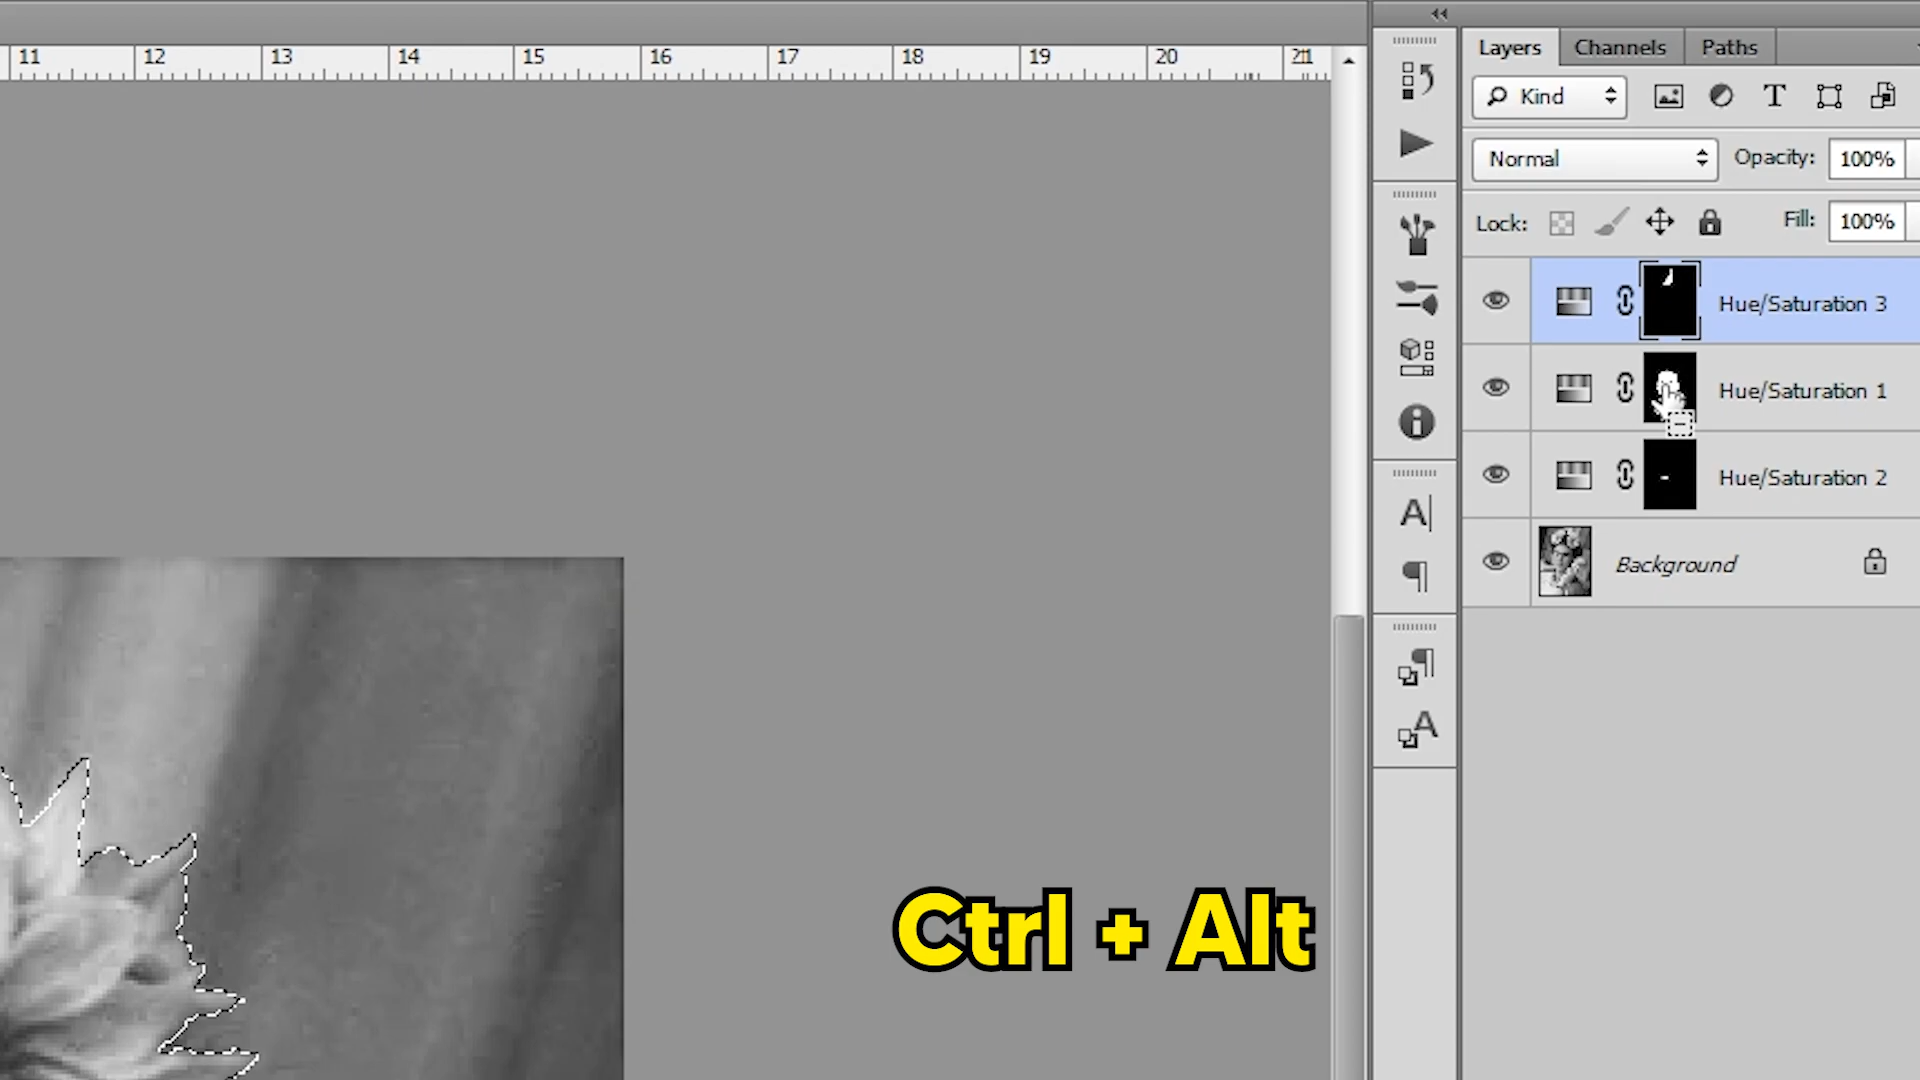 11 12 13 14 15 16 17 18 19 20
Layers Channels Paths
Kind T
Normal Opacity: 100%
Lock: Fill: 100%
Hue/Saturation 3
Hue/Saturation 1
Hue/Saturation 2
Background
A
Ctrl + Alt